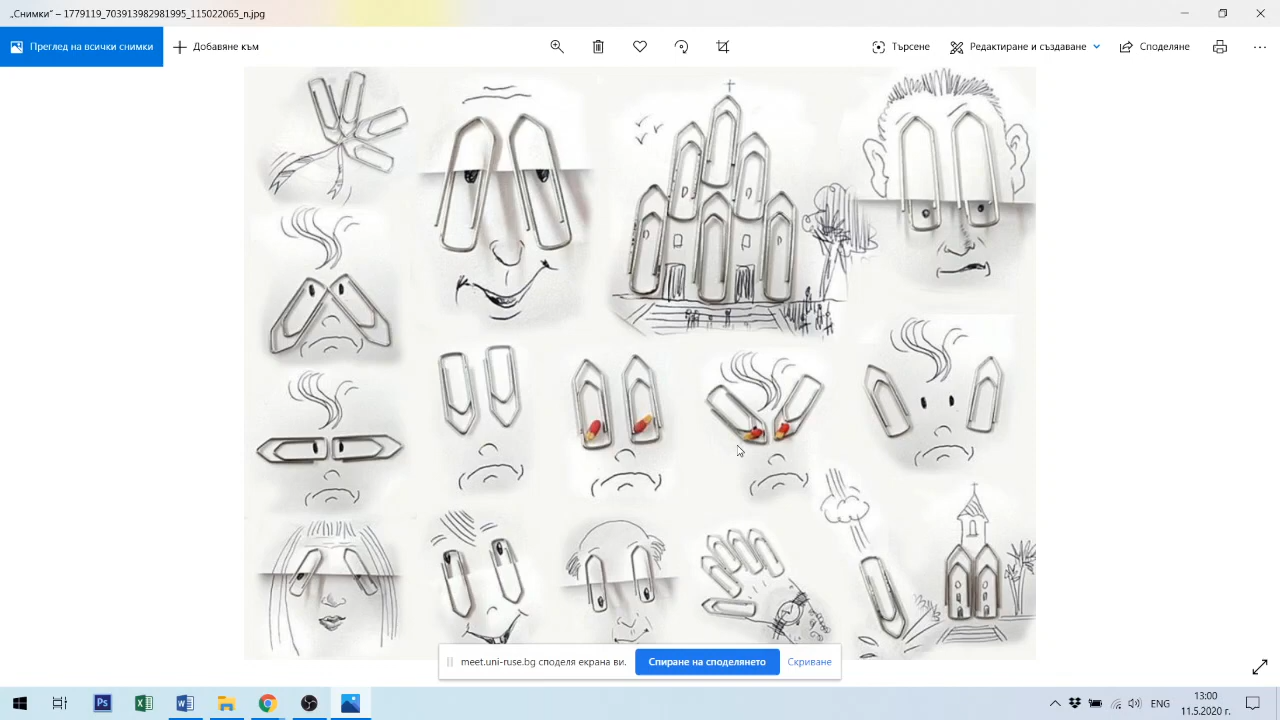 „Снимки“ – 1779119_703913982981995_115022065_n.jpg
Преглед на всички снимки
Добавяне към
Търсене
Редактиране и създаване
Споделяне
meet.uni-ruse.bg споделя екрана ви.
Спиране на споделянето
Скриване
ENG
13:00
11.5.2020 г.